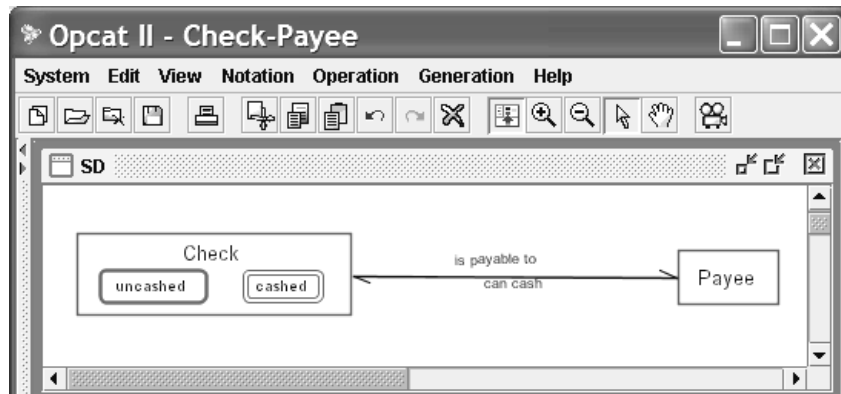 Opcat II - Check-Payee
System Edit View Notation Operation Generation Help
SD
Check
uncashed cashed
is payable to
can cash
Payee